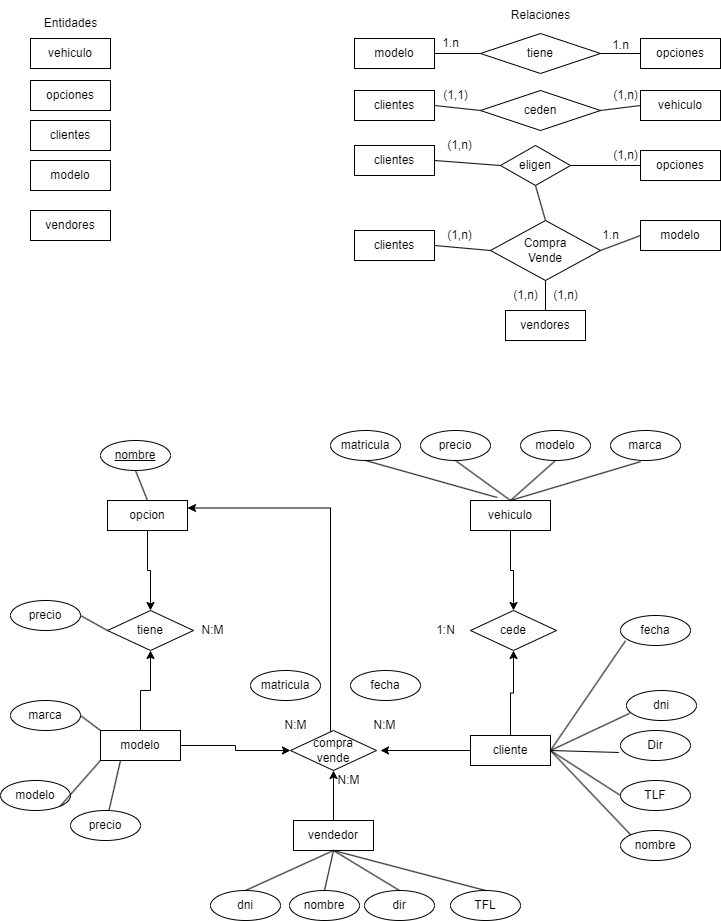 Entidades
vehiculo
opciones
clientes
modelo
vendores
Relaciones
modelo 1.n tiene 1.n opciones
clientes (1,1) ceden (1,n) vehiculo
clientes (1,n) eligen (1,n) opciones
clientes (1,n) Compra 1.n modelo
Vende
(1,n) (1,n)
vendores
nombre
matricula precio modelo marca
opcion
vehiculo
precio
tiene N:M
1:N cede
fecha
matricula fecha
marca
dni
N:M N:M
modelo
compra
vende
cliente
Dir
modelo
N:M
TLF
precio
vendedor
nombre
dni nombre dir TFL